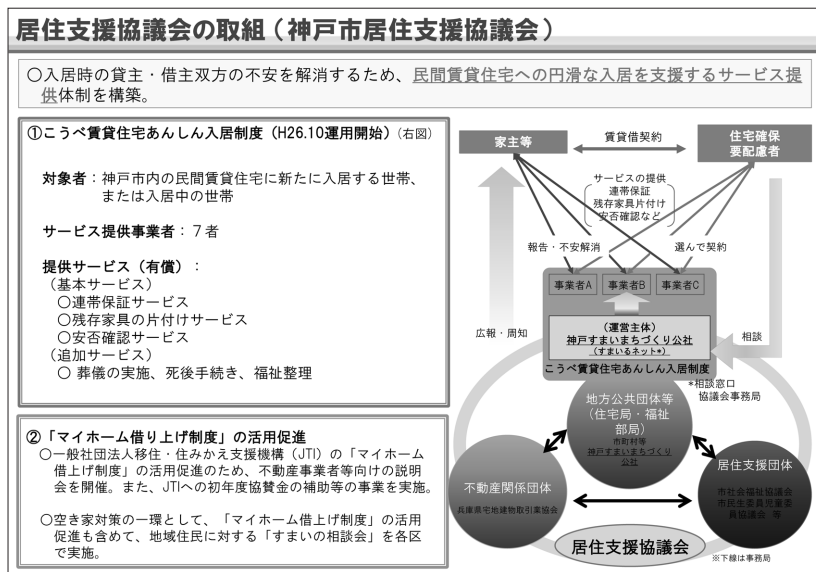 居住支援協議会の取組（神戸市居住支援協議会）
○入居時の貸主・借主双方の不安を解消するため、民間賃貸住宅への円滑な入居を支援するサービス提
供体制を構築。
①こうべ賃貸住宅あんしん入居制度（H26.10運用開始）（右図）
対象者：神戸市内の民間賃貸住宅に新たに入居する世帯、
または入居中の世帯
サービス提供事業者：７者
提供サービス（有償）：
（基本サービス）
○連帯保証サービス
○残存家具の片付けサービス
○安否確認サービス
（追加サービス）
○ 葬儀の実施、死後手続き、福祉整理
②「マイホーム借り上げ制度」の活用促進
○一般社団法人移住・住みかえ支援機構（JTI）の「マイホーム
借上げ制度」の活用促進のため、不動産事業者等向けの説明
会を開催。また、JTIへの初年度協賛金の補助等の事業を実施。
○空き家対策の一環として、「マイホーム借上げ制度」の活用
促進も含めて、地域住民に対する「すまいの相談会」を各区
で実施。
家主等
賃貸借契約
住宅確保
要配慮者
サービスの提供
連帯保証
残存家具片付け
安否確認など
報告・不安解消
選んで契約
事業者A
事業者B
事業者C
（運営主体）
神戸すまいまちづくり公社
（すまいるネット*）
こうべ賃貸住宅あんしん入居制度
広報・周知
相談
*相談窓口
協議会事務局
地方公共団体等
（住宅局・福祉
部局）
市町村等
神戸すまいまちづくり
公社
不動産関係団体
兵庫県宅地建物取引業協会
居住支援団体
市社会福祉協議会
市民生委員児童委
員協議会 等
居住支援協議会
※下線は事務局